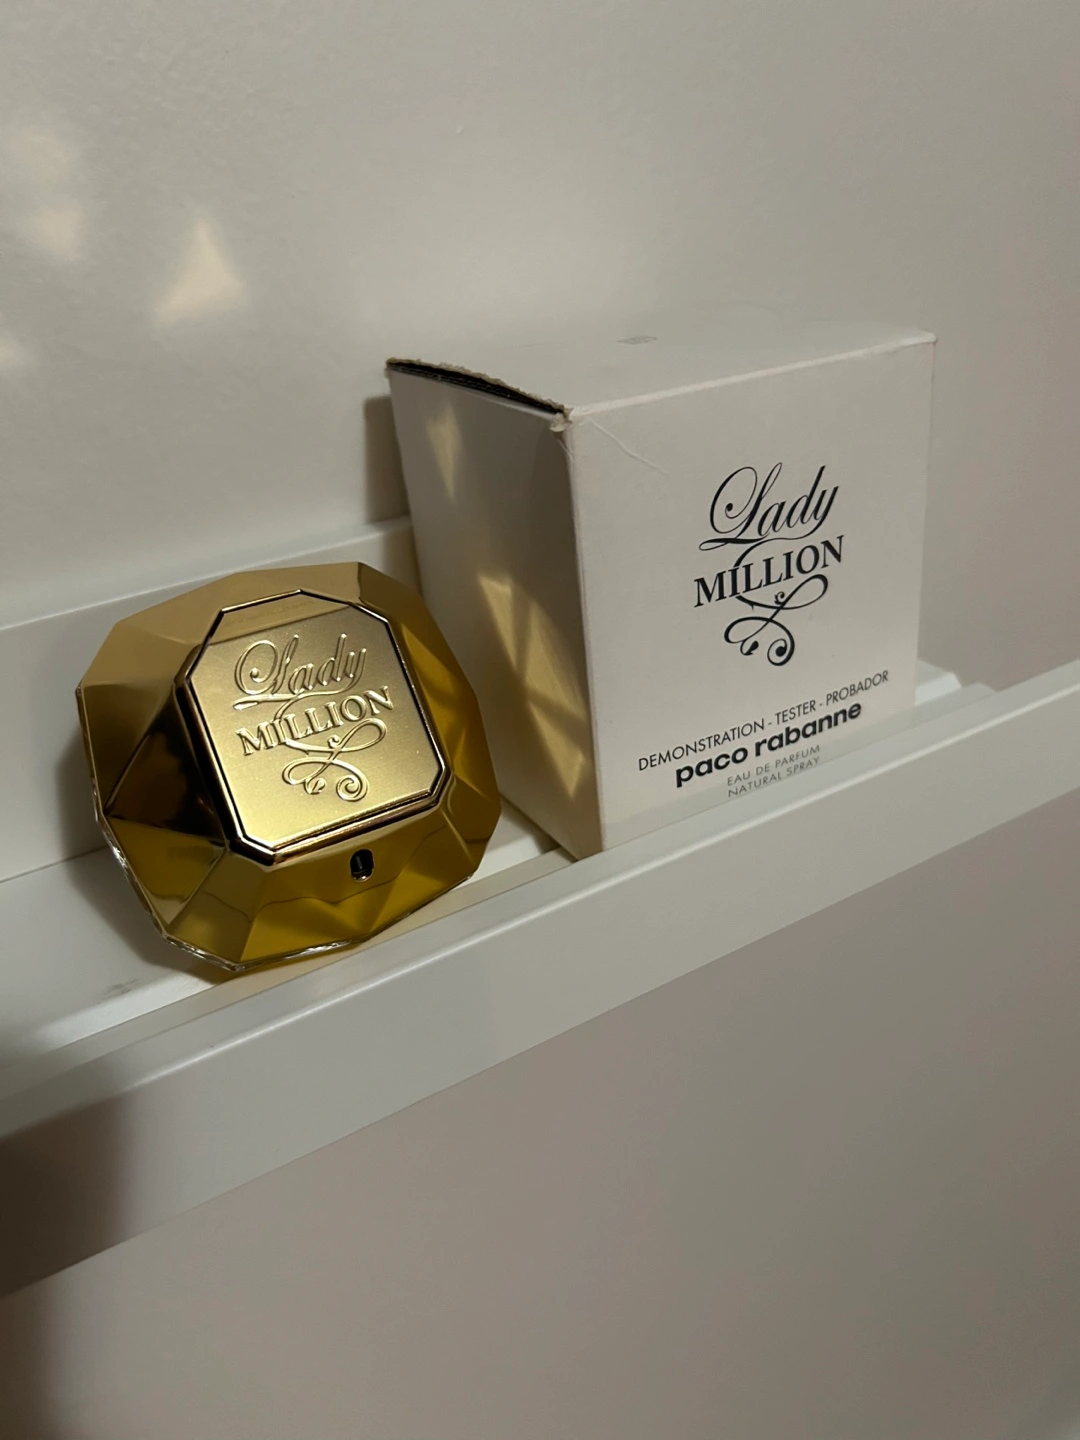 Lady
MILLION
Lady
MILLION
DEMONSTRATION - TESTER - PROBADOR
paco rabanne
EAU DE PARFUM
NATURAL SPRAY